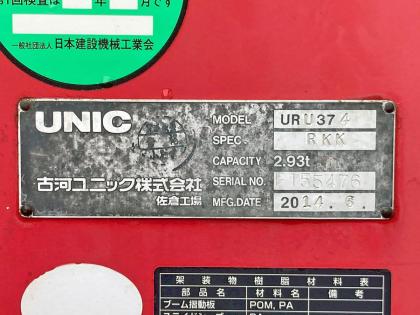 第1回検査は 年 月です
一般社団法人 日本建設機械工業会
UNIC
MODEL URU374
SPEC. RKK
CAPACITY 2.93t
古河ユニック株式会社
SERIAL NO.
佐倉工場
MFG.DATE 2014.6.
架装物樹脂材料表
部品名 材料名 備考
ブーム摺動板 POM, PA